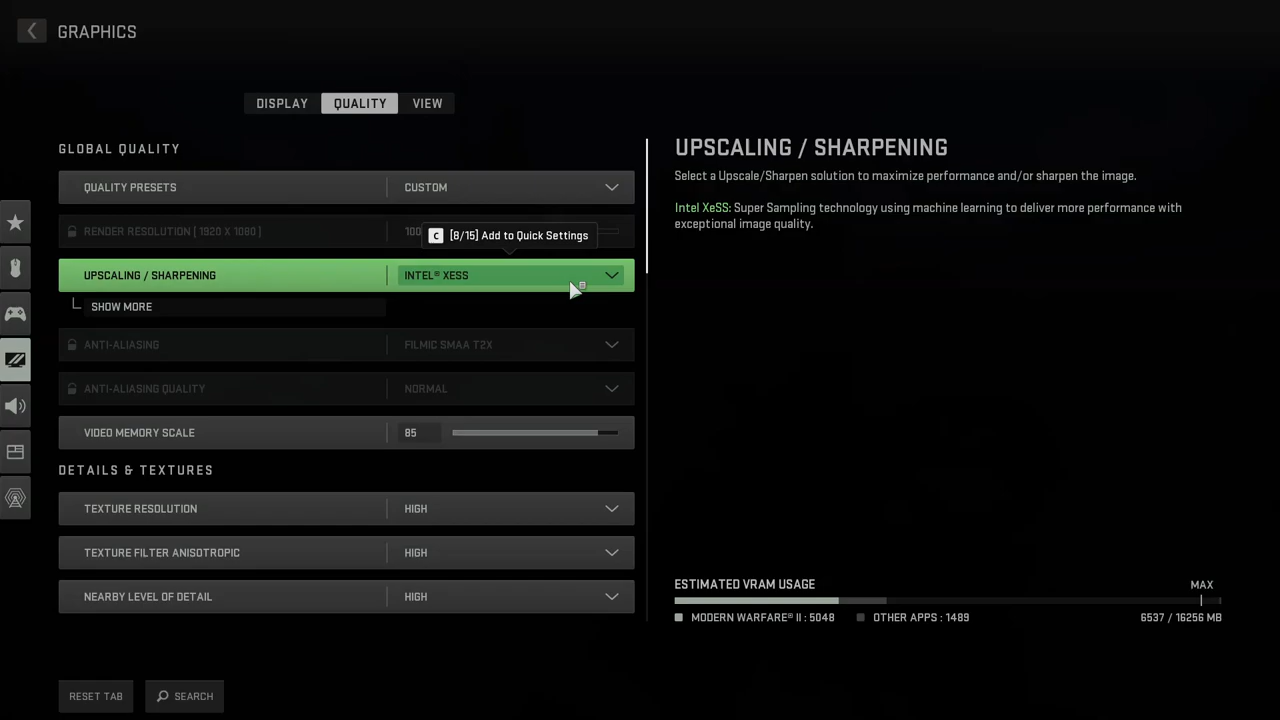 GRAPHICS
DISPLAY QUALITY VIEW
GLOBAL QUALITY
QUALITY PRESETS CUSTOM
RENDER RESOLUTION [ 1920 X 1080 ] 100
C [8/15] Add to Quick Settings
UPSCALING / SHARPENING INTEL® XESS
SHOW MORE
ANTI-ALIASING FILMIC SMAA T2X
ANTI-ALIASING QUALITY NORMAL
VIDEO MEMORY SCALE 85
DETAILS & TEXTURES
TEXTURE RESOLUTION HIGH
TEXTURE FILTER ANISOTROPIC HIGH
NEARBY LEVEL OF DETAIL HIGH
RESET TAB SEARCH
UPSCALING / SHARPENING
Select a Upscale/Sharpen solution to maximize performance and/or sharpen the image.
Intel XeSS: Super Sampling technology using machine learning to deliver more performance with
exceptional image quality.
ESTIMATED VRAM USAGE MAX
MODERN WARFARE® II : 5048 OTHER APPS : 1489 6537 / 16256 MB